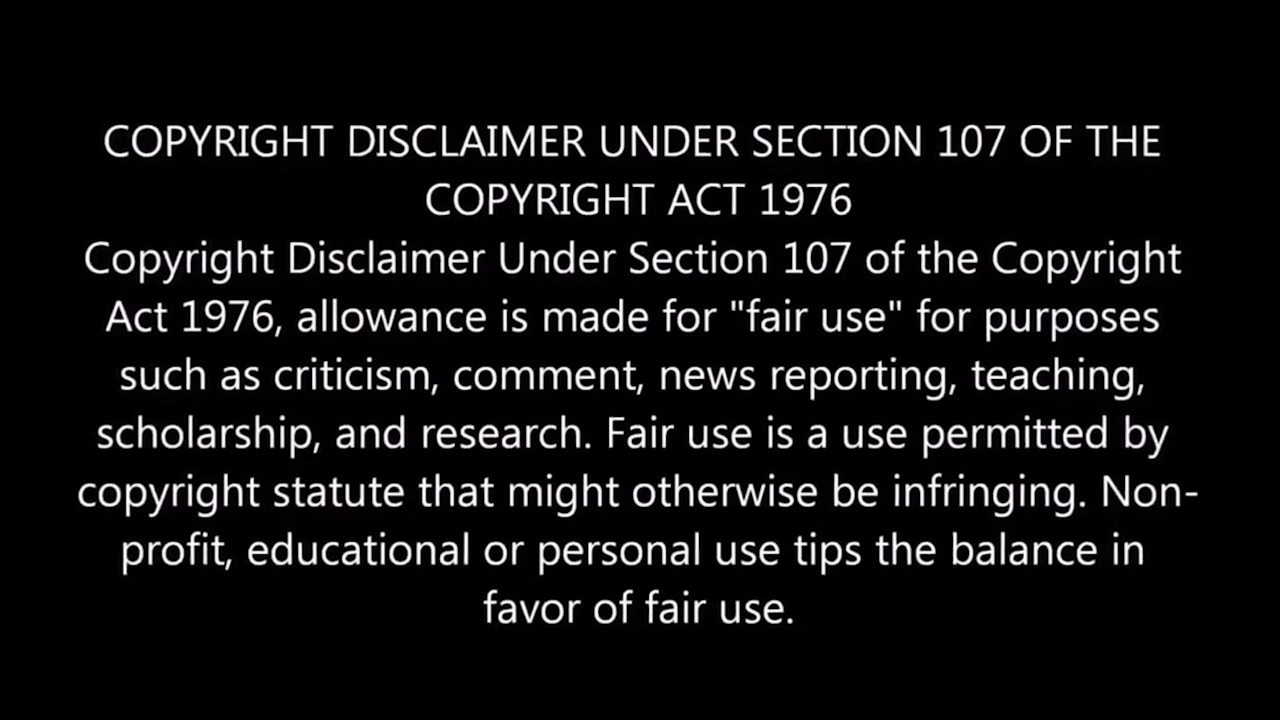 COPYRIGHT DISCLAIMER UNDER SECTION 107 OF THE
COPYRIGHT ACT 1976
Copyright Disclaimer Under Section 107 of the Copyright
Act 1976, allowance is made for "fair use" for purposes
such as criticism, comment, news reporting, teaching,
scholarship, and research. Fair use is a use permitted by
copyright statute that might otherwise be infringing. Non-
profit, educational or personal use tips the balance in
favor of fair use.